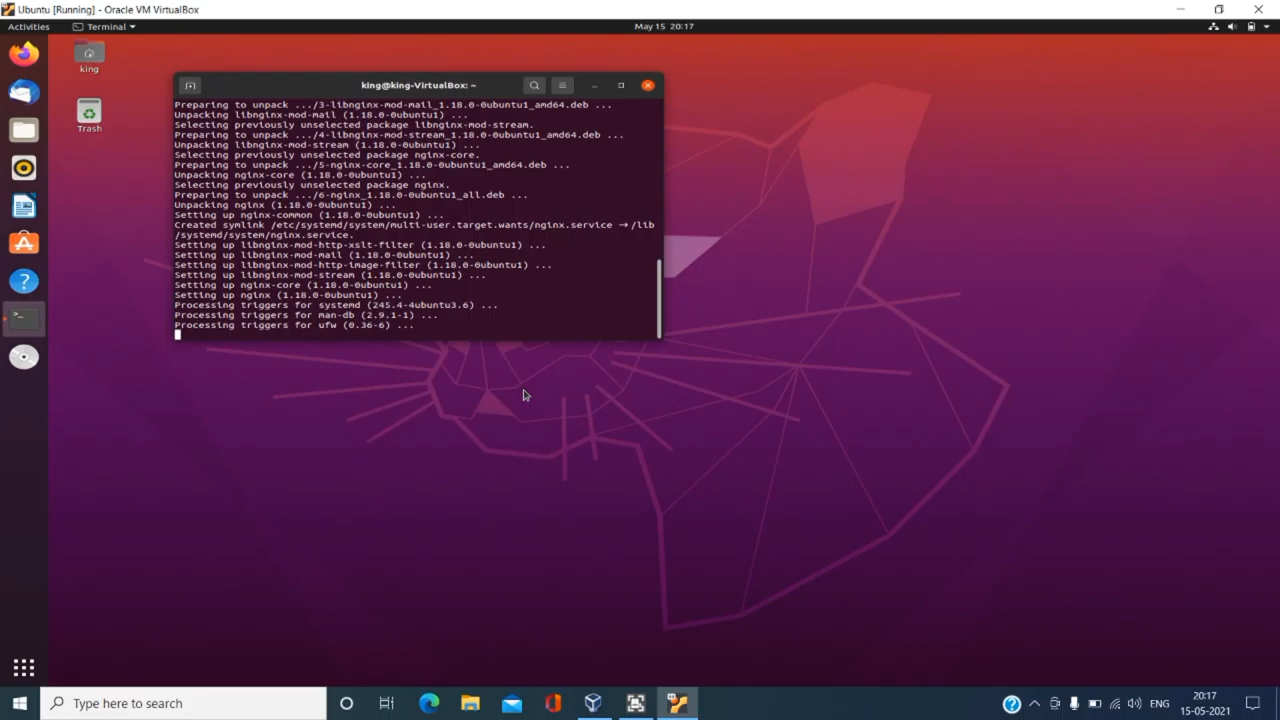 Ubuntu [Running] - Oracle VM VirtualBox
Activities
Terminal
May 15 20:17
king
Trash
king@king-VirtualBox: ~
Preparing to unpack .../3-libnginx-mod-mail_1.18.0-0ubuntu1_amd64.deb ...
Unpacking libnginx-mod-mail (1.18.0-0ubuntu1) ...
Selecting previously unselected package libnginx-mod-stream.
Preparing to unpack .../4-libnginx-mod-stream_1.18.0-0ubuntu1_amd64.deb ...
Unpacking libnginx-mod-stream (1.18.0-0ubuntu1) ...
Selecting previously unselected package nginx-core.
Preparing to unpack .../5-nginx-core_1.18.0-0ubuntu1_amd64.deb ...
Unpacking nginx-core (1.18.0-0ubuntu1) ...
Selecting previously unselected package nginx.
Preparing to unpack .../6-nginx_1.18.0-0ubuntu1_all.deb ...
Unpacking nginx (1.18.0-0ubuntu1) ...
Setting up nginx-common (1.18.0-0ubuntu1) ...
Created symlink /etc/systemd/system/multi-user.target.wants/nginx.service → /lib
/systemd/system/nginx.service.
Setting up libnginx-mod-http-xslt-filter (1.18.0-0ubuntu1) ...
Setting up libnginx-mod-mail (1.18.0-0ubuntu1) ...
Setting up libnginx-mod-http-image-filter (1.18.0-0ubuntu1) ...
Setting up libnginx-mod-stream (1.18.0-0ubuntu1) ...
Setting up nginx-core (1.18.0-0ubuntu1) ...
Setting up nginx (1.18.0-0ubuntu1) ...
Processing triggers for systemd (245.4-4ubuntu3.6) ...
Processing triggers for man-db (2.9.1-1) ...
Processing triggers for ufw (0.36-6) ...
Type here to search
ENG
20:17
15-05-2021